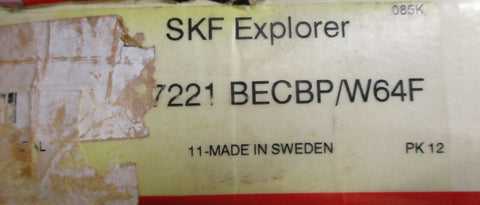 085K
SKF Explorer
7221 BECBP/W64F
11-MADE IN SWEDEN PK 12